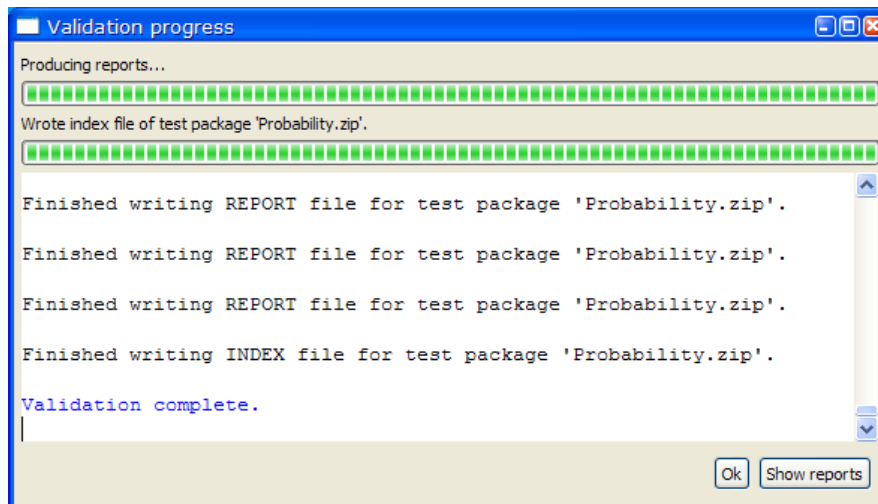 Validation progress
Producing reports...
Wrote index file of test package 'Probability.zip'.
Finished writing REPORT file for test package 'Probability.zip'.
Finished writing REPORT file for test package 'Probability.zip'.
Finished writing REPORT file for test package 'Probability.zip'.
Finished writing INDEX file for test package 'Probability.zip'.
Validation complete.
Ok Show reports